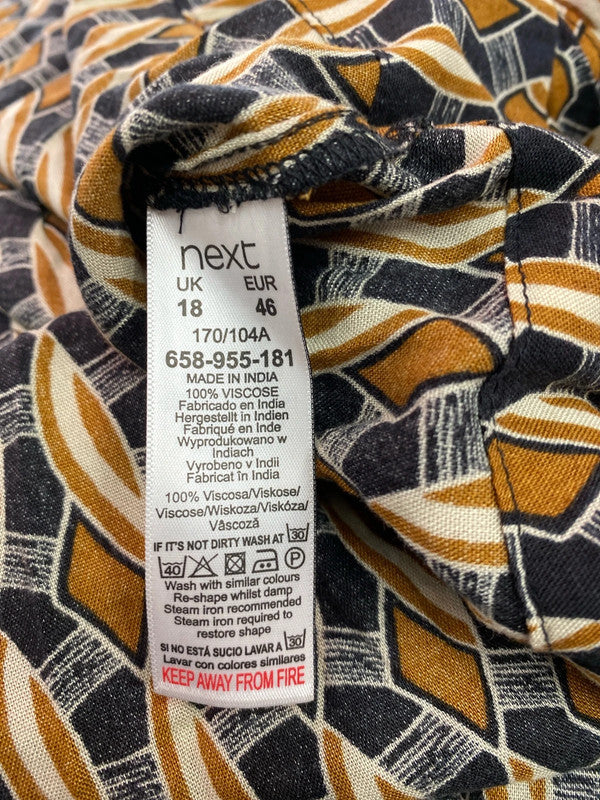 next
UK EUR
18 46
170/104A
658-955-181
MADE IN INDIA
100% VISCOSE
Fabricado en India
Hergestellt in Indien
Fabriqué en Inde
Wyprodukowano w
Indiach
Vyrobeno v Indii
Fabricat în India
100% Viscosa/Viskose/
Viscose/Wiskoza/Viskóza/
Vâscoză
IF IT'S NOT DIRTY WASH AT 30
40 P
Wash with similar colours
Re-shape whilst damp
Steam iron recommended
Steam iron required to
restore shape
SI NO ESTÁ SUCIO LAVAR A 30
Lavar con colores similares
KEEP AWAY FROM FIRE